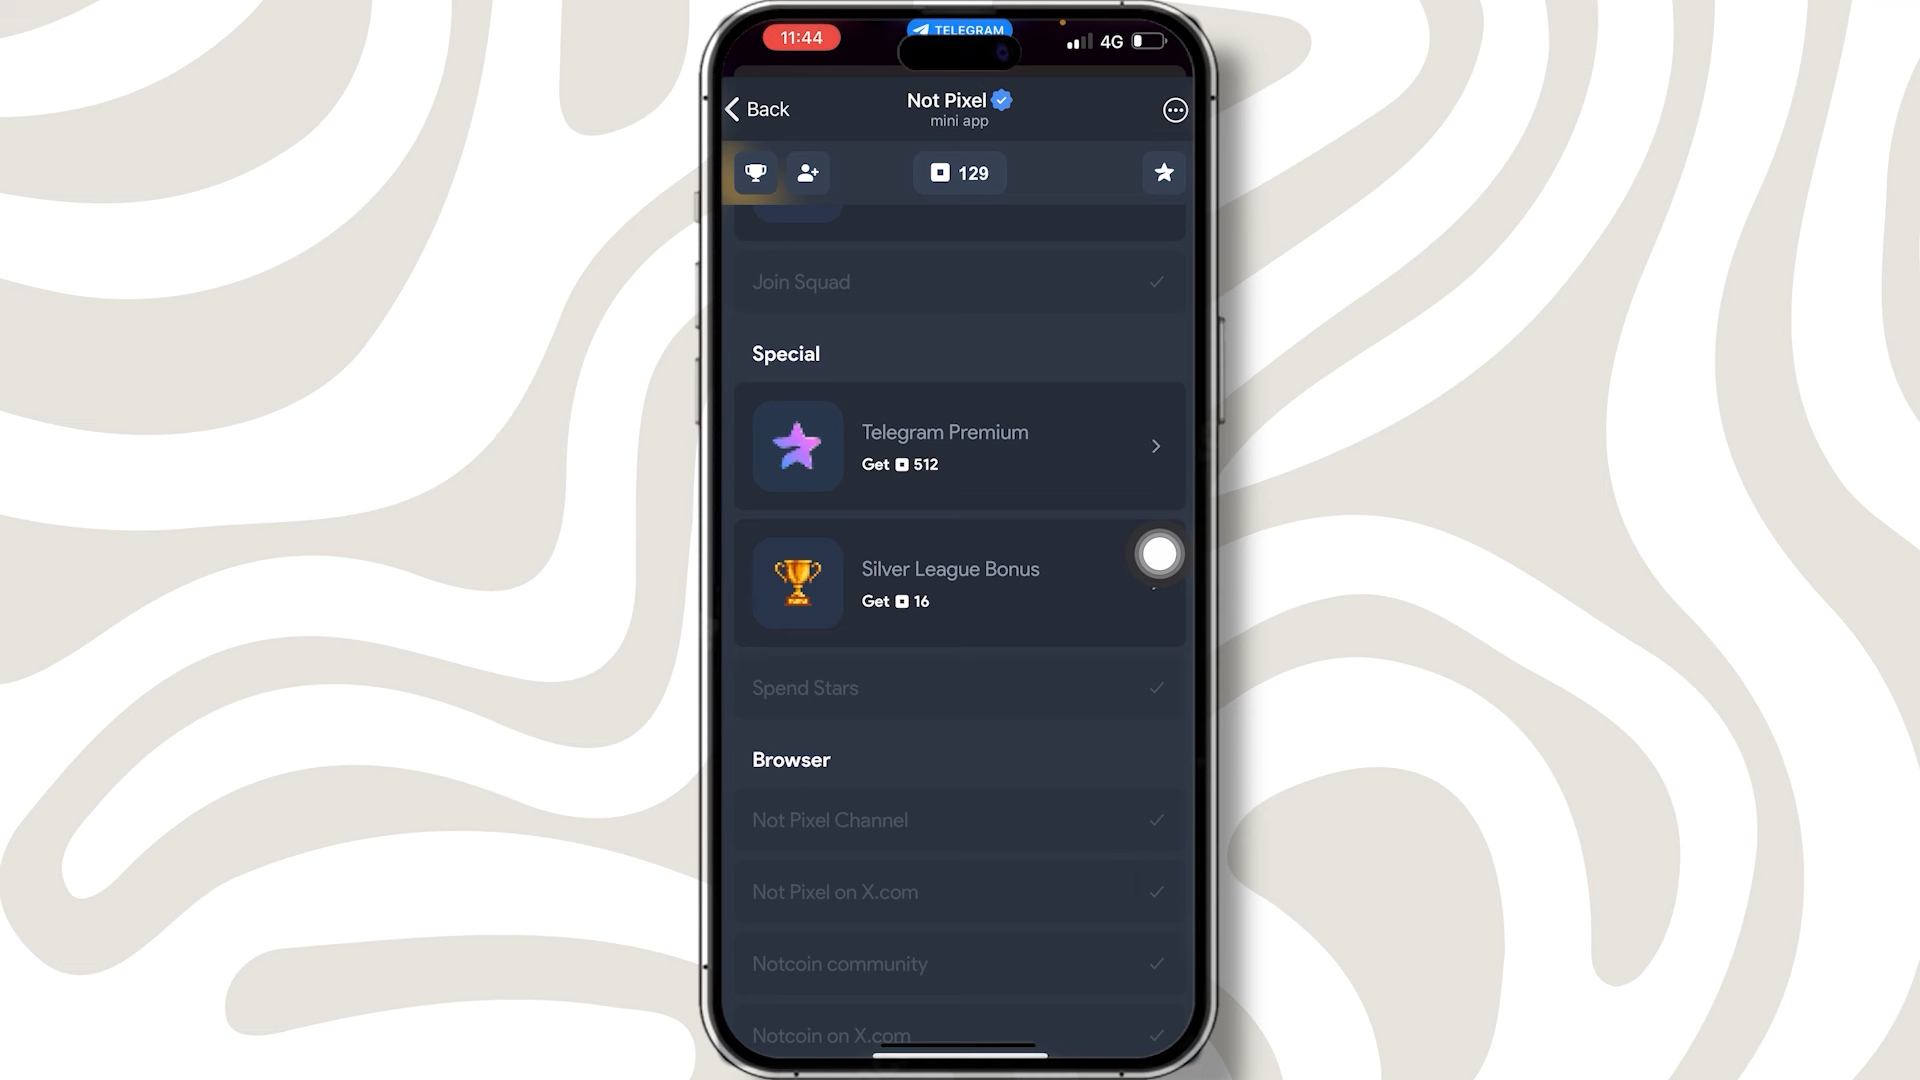 11:44
TELEGRAM
4G
Back
Not Pixel
mini app
129
Join Squad
Special
Telegram Premium
Get 512
Silver League Bonus
Get 16
Spend Stars
Browser
Not Pixel Channel
Not Pixel on X.com
Notcoin community
Notcoin on X.com